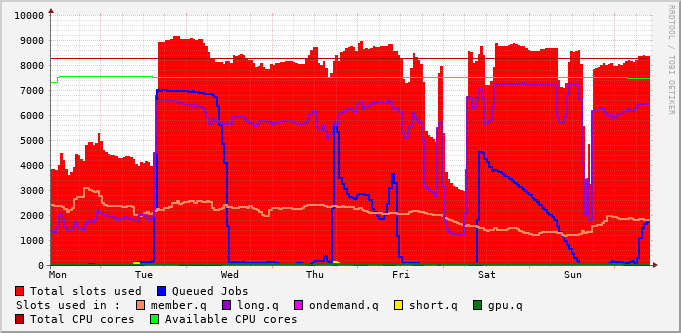 10000
9000
8000
7000
6000
5000
4000
3000
2000
1000
0
Mon Tue Wed Thu Fri Sat Sun
RRDTOOL / TOBI OETIKER
Total slots used Queued Jobs
Slots used in : member.q long.q ondemand.q short.q gpu.q
Total CPU cores Available CPU cores